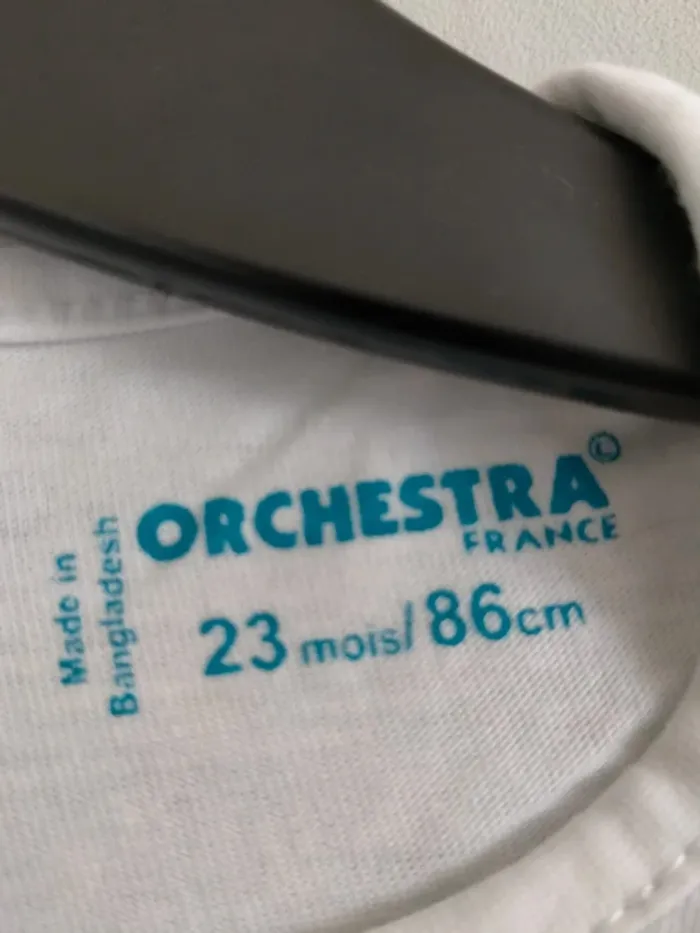 ORCHESTRA
FRANCE
23 mois/86cm
Made in
Bangladesh